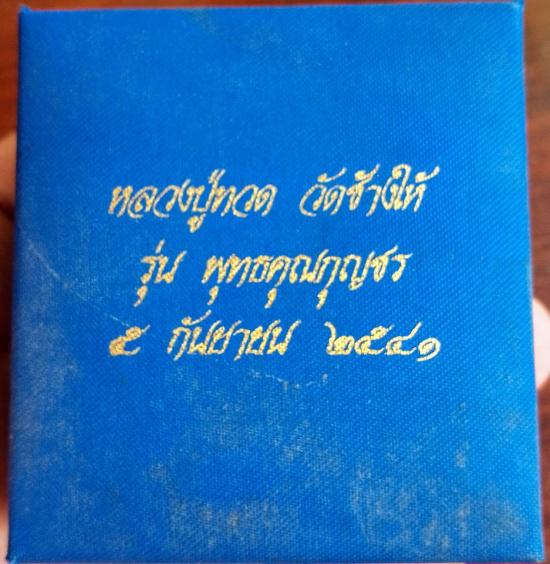 หลวงปู่ทวด วัดช้างให้
รุ่น พุทธคุณกุญชร
๕ กันยายน ๒๕๔๑